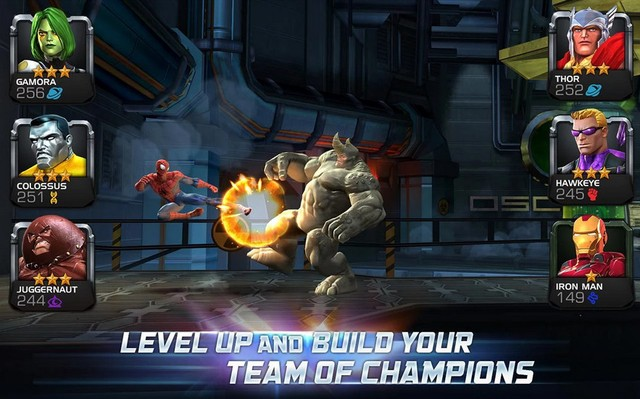 GAMORA
256
COLOSSUS
251
JUGGERNAUT
244
THOR
252
HAWKEYE
245
IRON MAN
149
OSC
LEVEL UP AND BUILD YOUR
TEAM OF CHAMPIONS